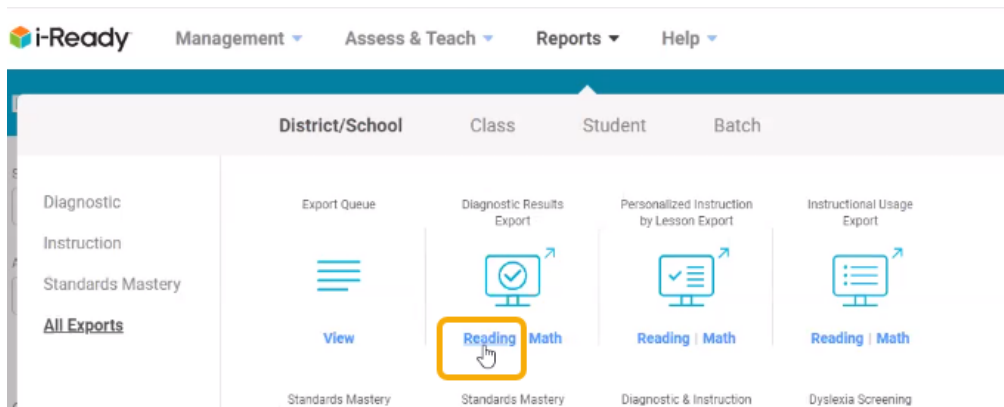 i-Ready Management Assess & Teach Reports Help
District/School Class Student Batch
Diagnostic
Instruction
Standards Mastery
All Exports
Export Queue
View
Diagnostic Results
Export
Reading | Math
Personalized Instruction
by Lesson Export
Reading | Math
Instructional Usage
Export
Reading | Math
Standards Mastery
Standards Mastery
Diagnostic & Instruction
Dyslexia Screening